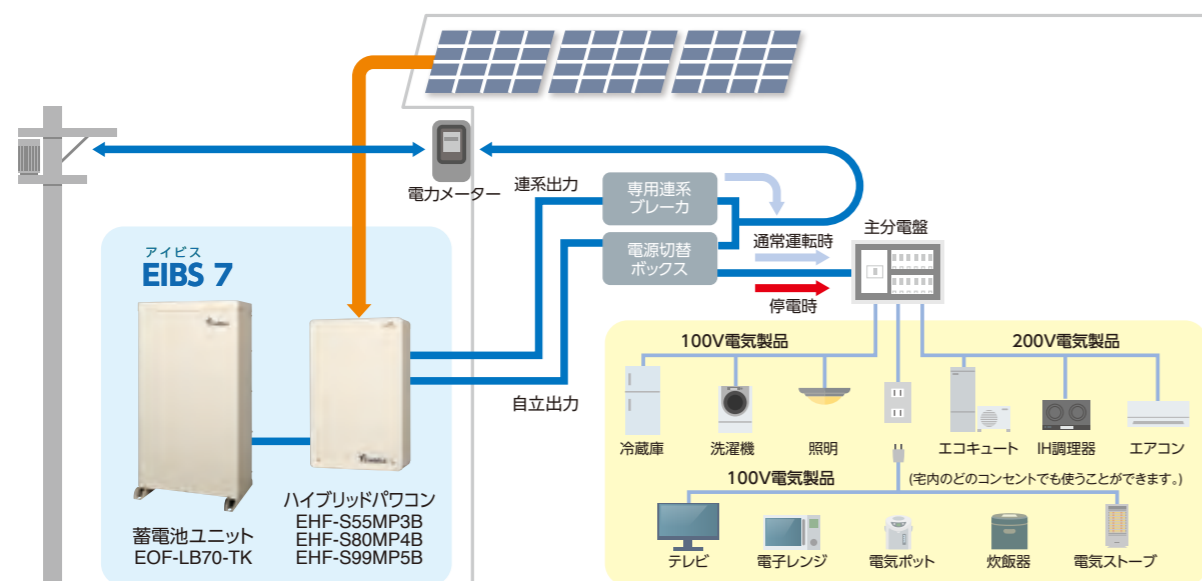 電力メーター
連系出力
専用連系
ブレーカ
電源切替
ボックス
通常運転時
停電時
主分電盤
アイビス
EIBS 7
自立出力
蓄電池ユニット
EOF-LB70-TK
ハイブリッドパワコン
EHF-S55MP3B
EHF-S80MP4B
EHF-S99MP5B
100V電気製品
200V電気製品
冷蔵庫
洗濯機
照明
エコキュート
IH調理器
エアコン
100V電気製品
(宅内のどのコンセントでも使うことができます。)
テレビ
電子レンジ
電気ポット
炊飯器
電気ストーブ